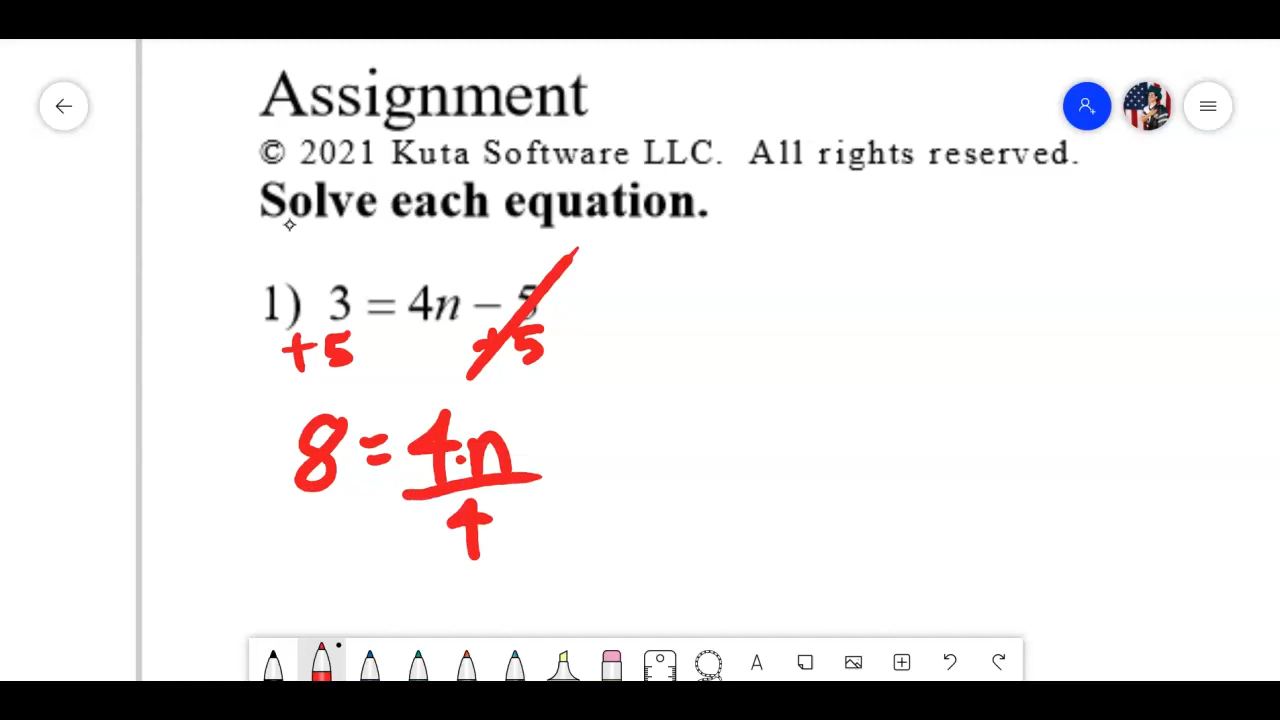 Assignment
© 2021 Kuta Software LLC. All rights reserved.
Solve each equation.
1) 3 = 4n − 5
+5 +5
8 = 4·n
4
A